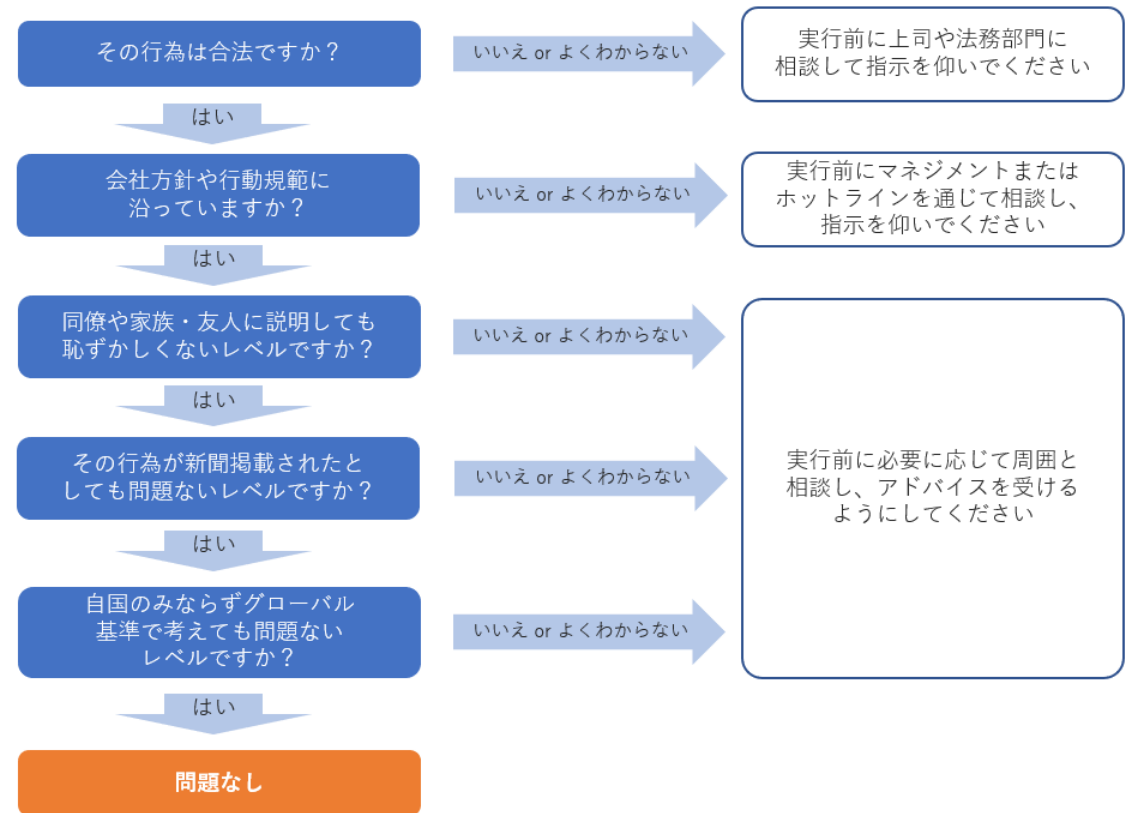 その行為は合法ですか？
いいえ or よくわからない
実行前に上司や法務部門に
相談して指示を仰いでください
はい
会社方針や行動規範に
沿っていますか？
いいえ or よくわからない
実行前にマネジメントまたは
ホットラインを通じて相談し、
指示を仰いでください
はい
同僚や家族・友人に説明しても
恥ずかしくないレベルですか？
いいえ or よくわからない
はい
その行為が新聞掲載されたと
しても問題ないレベルですか？
いいえ or よくわからない
実行前に必要に応じて周囲と
相談し、アドバイスを受ける
ようにしてください
はい
自国のみならずグローバル
基準で考えても問題ない
レベルですか？
いいえ or よくわからない
はい
問題なし